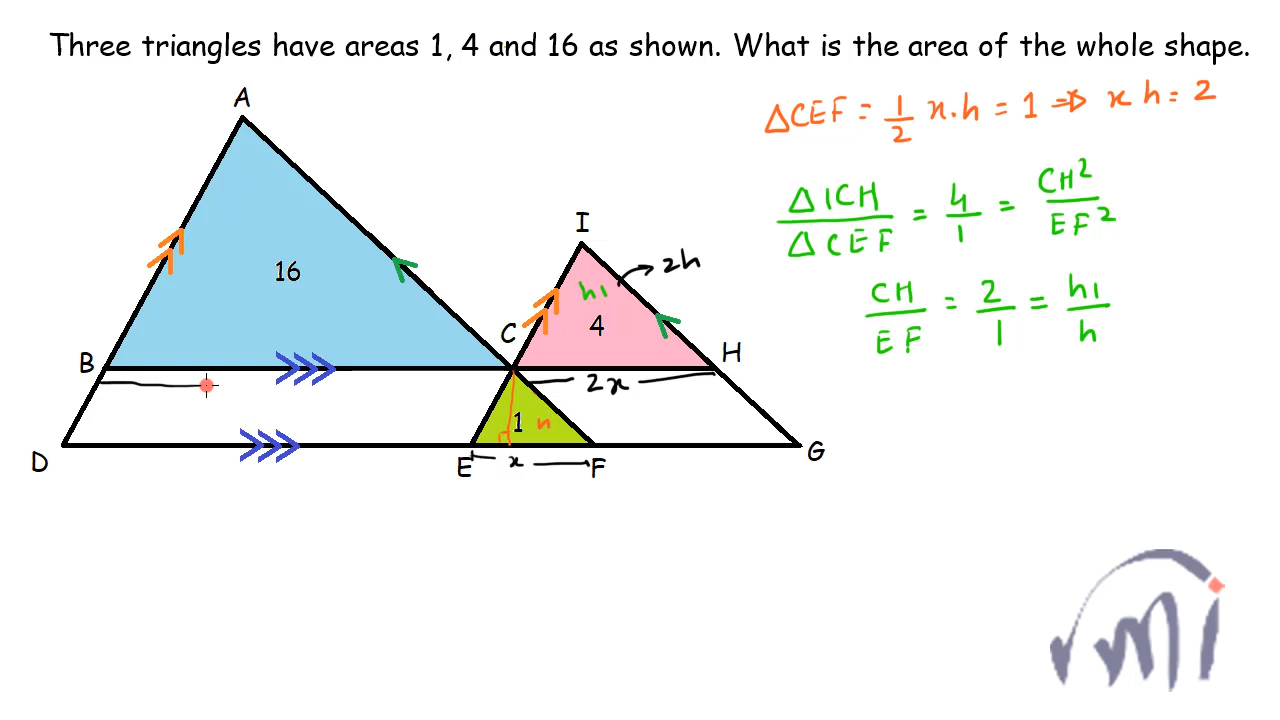 Three triangles have areas 1, 4 and 16 as shown. What is the area of the whole shape.
ΔCEF = 1/2 x.h = 1 ⇒ x h = 2
ΔICH/ΔCEF = 4/1 = CH²/EF²
CH/EF = 2/1 = h1/h
A
I
2h
16
h1
4
C
B
H
2x
1 h
D
E
x
F
G
rmi